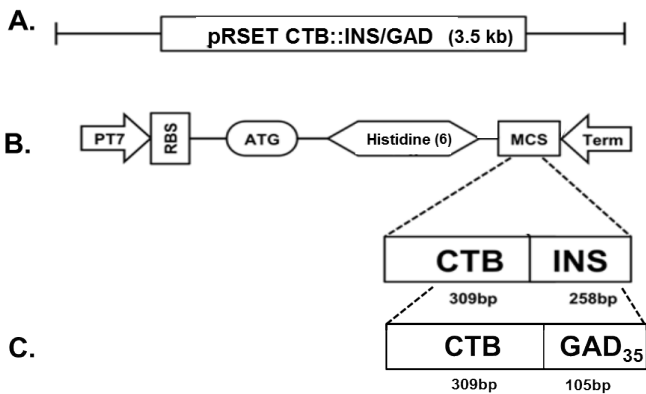 A. pRSET CTB::INS/GAD (3.5 kb)
B. PT7 RBS ATG Histidine (6) MCS Term
CTB INS
309bp 258bp
C. CTB GAD35
309bp 105bp